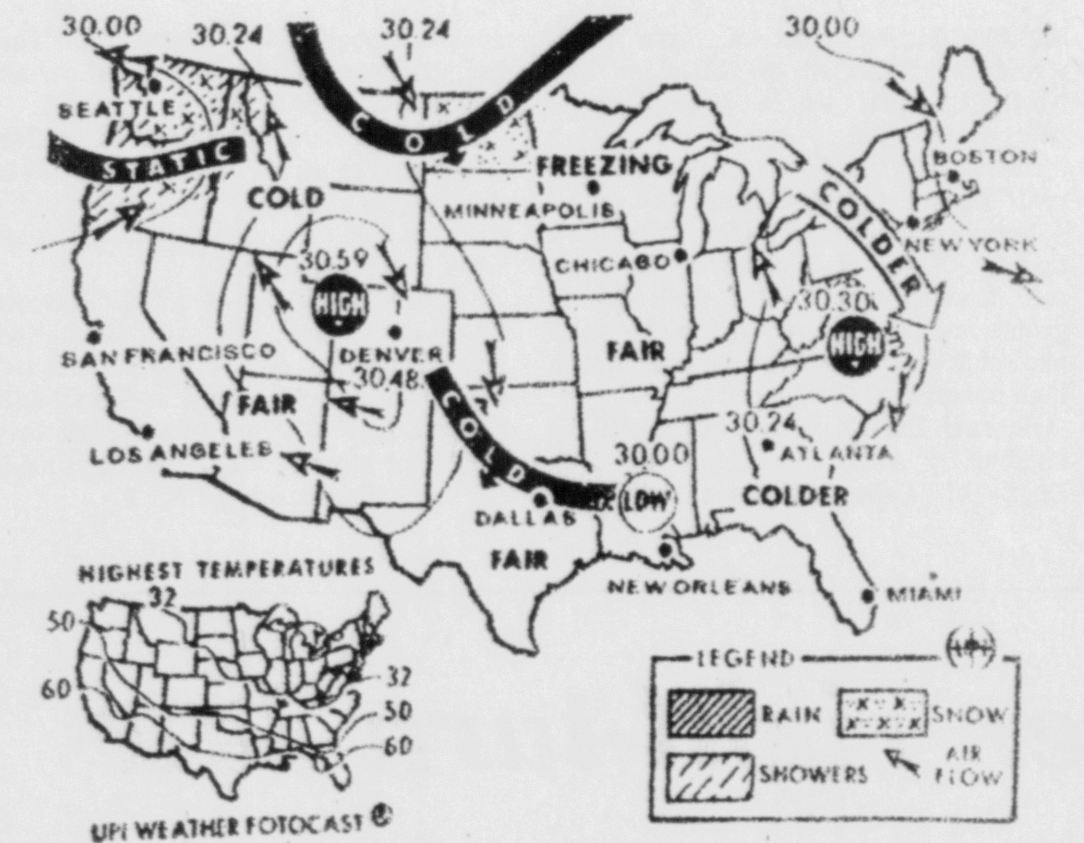 30.00
30.24
30.24
30.00
COLD
SEATTLE
STATIC
COLD
FREEZING
MINNEAPOLIS
BOSTON
COLDER
NEW YORK
CHICAGO
30.59
HIGH
30.30
HIGH
SAN FRANCISCO
DENVER
30.48
FAIR
FAIR
COLD
30.24
ATLANTA
LOS ANGELES
30.00
LOW
COLDER
DALLAS
FAIR
NEW ORLEANS
MIAMI
HIGHEST TEMPERATURES
32
50
60
32
50
60
UPI WEATHER FOTOCAST
LEGEND
RAIN
SNOW
SHOWERS
AIR
FLOW